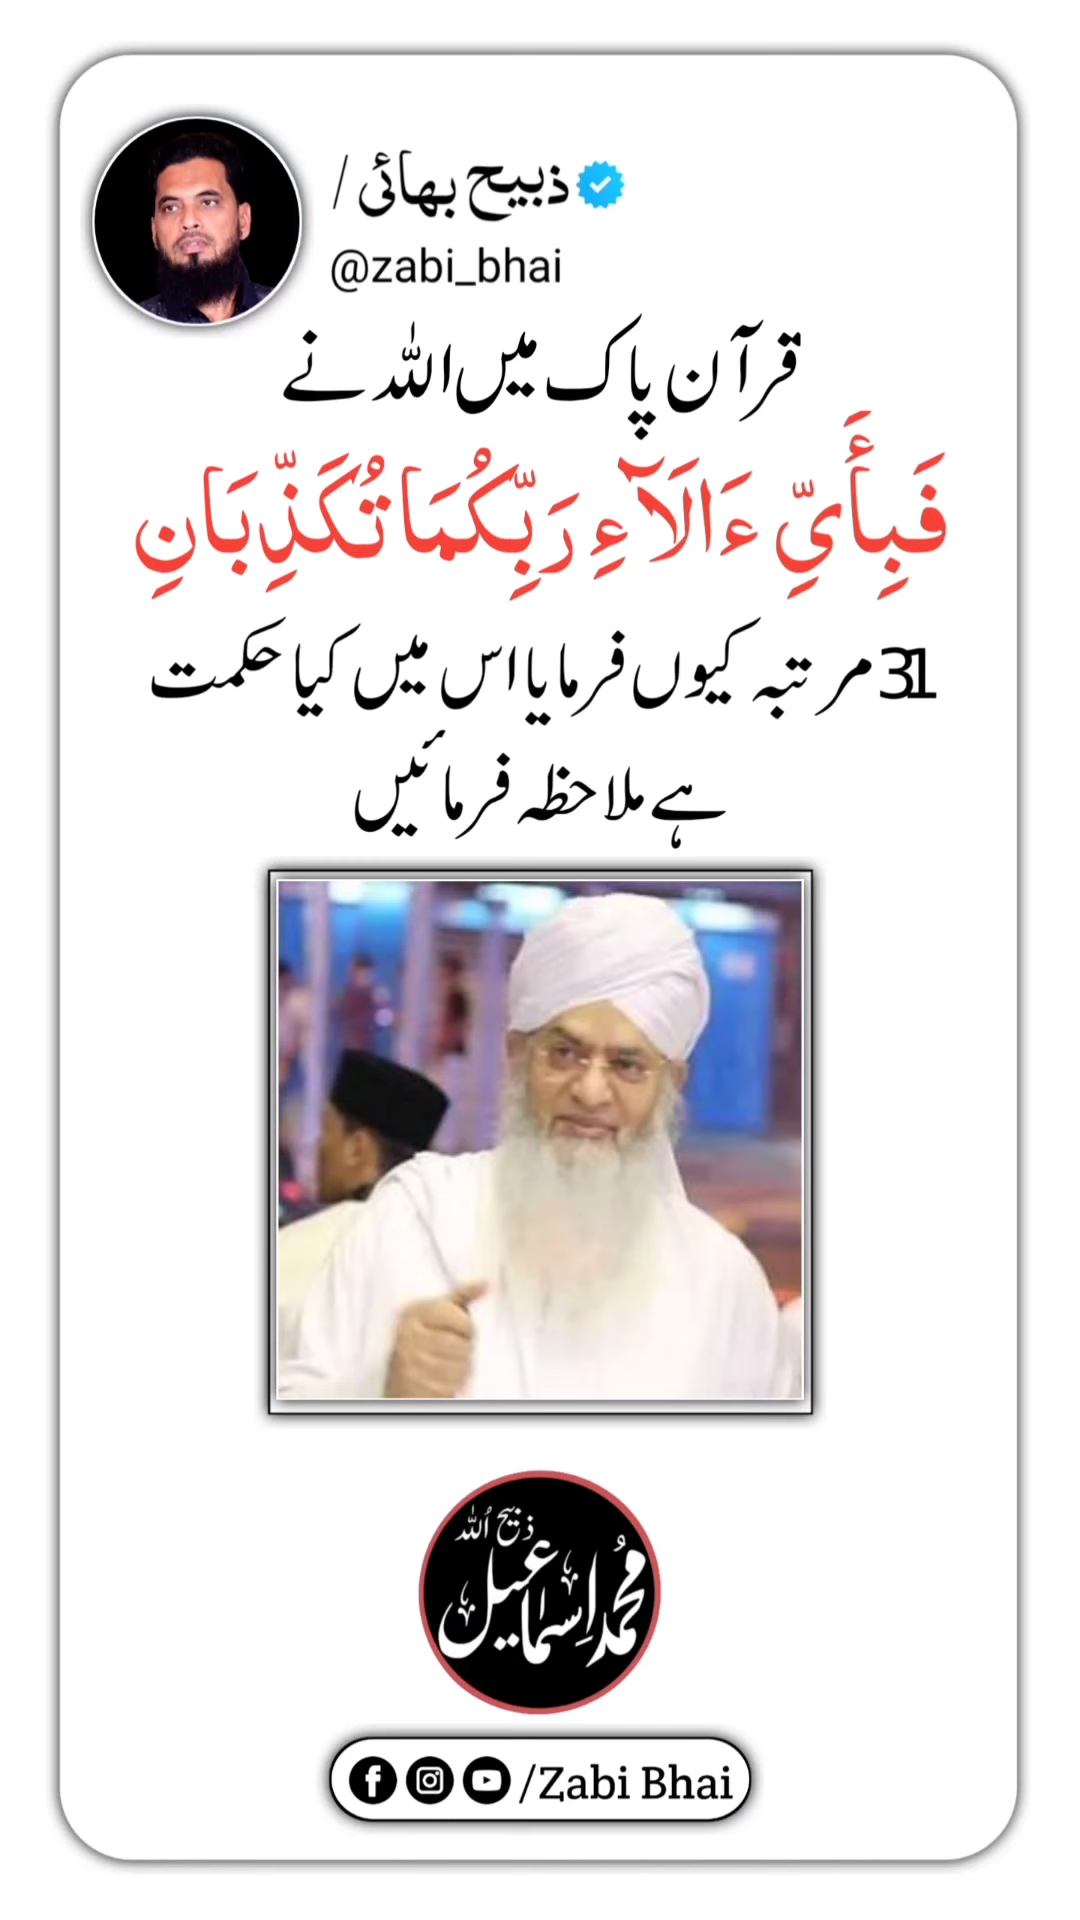 ذبیح بھائی /
@zabi_bhai
قرآن پاک میں اللہ نے
فَبِأَيِّ ءَالَآءِ رَبِّكُمَا تُكَذِّبَانِ
31 مرتبہ کیوں فرمایا اس میں کیا حکمت
ہے ملاحظہ فرمائیں
ذبیح اللہ
محمد اسماعیل
/Zabi Bhai